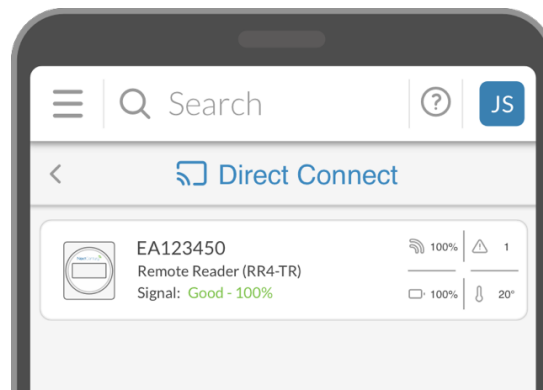 Search
?
JS
Direct Connect
EA123450
Remote Reader (RR4-TR)
Signal: Good - 100%
100%
1
100%
20°